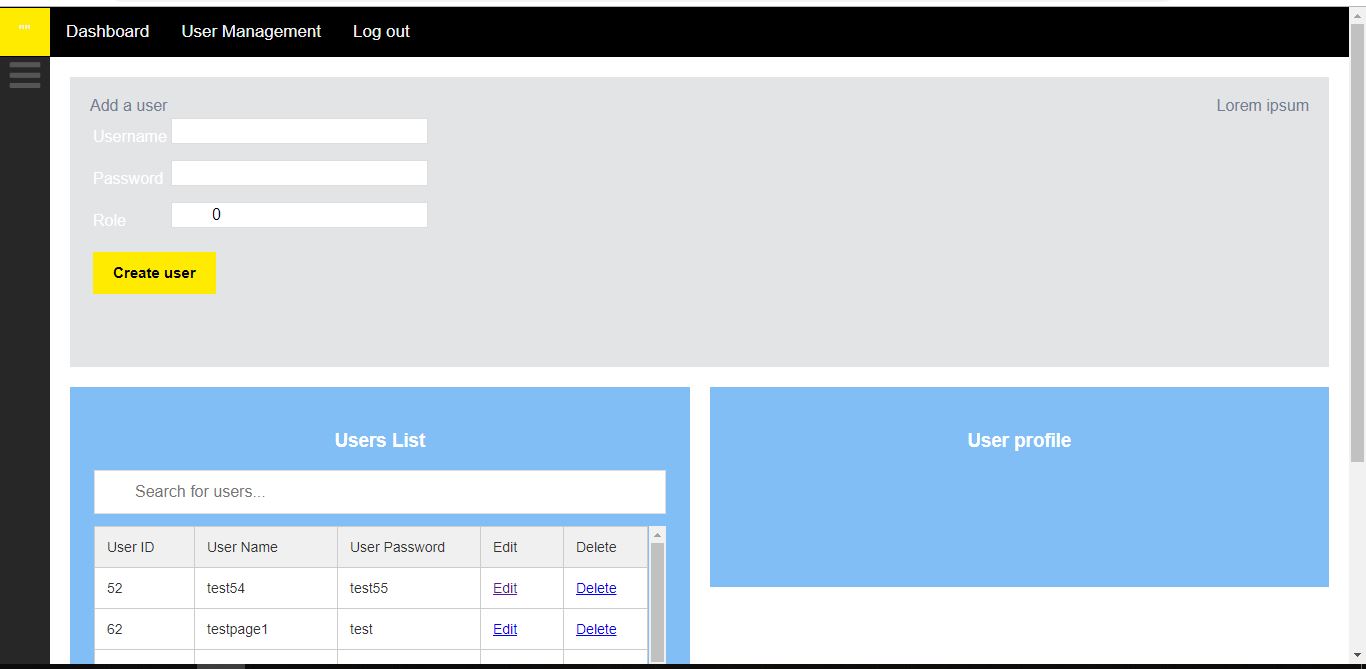 "" Dashboard User Management Log out
Add a user Lorem ipsum
Username
Password
Role 0
Create user
Users List
Search for users...
User ID User Name User Password Edit Delete
52 test54 test55 Edit Delete
62 testpage1 test Edit Delete
User profile